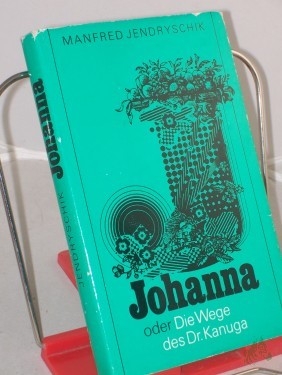 MANFRED JENDRYSCHIK
J
Johanna
oder Die Wege
des Dr. Kanuga
Johanna
JENDRYSCHIK